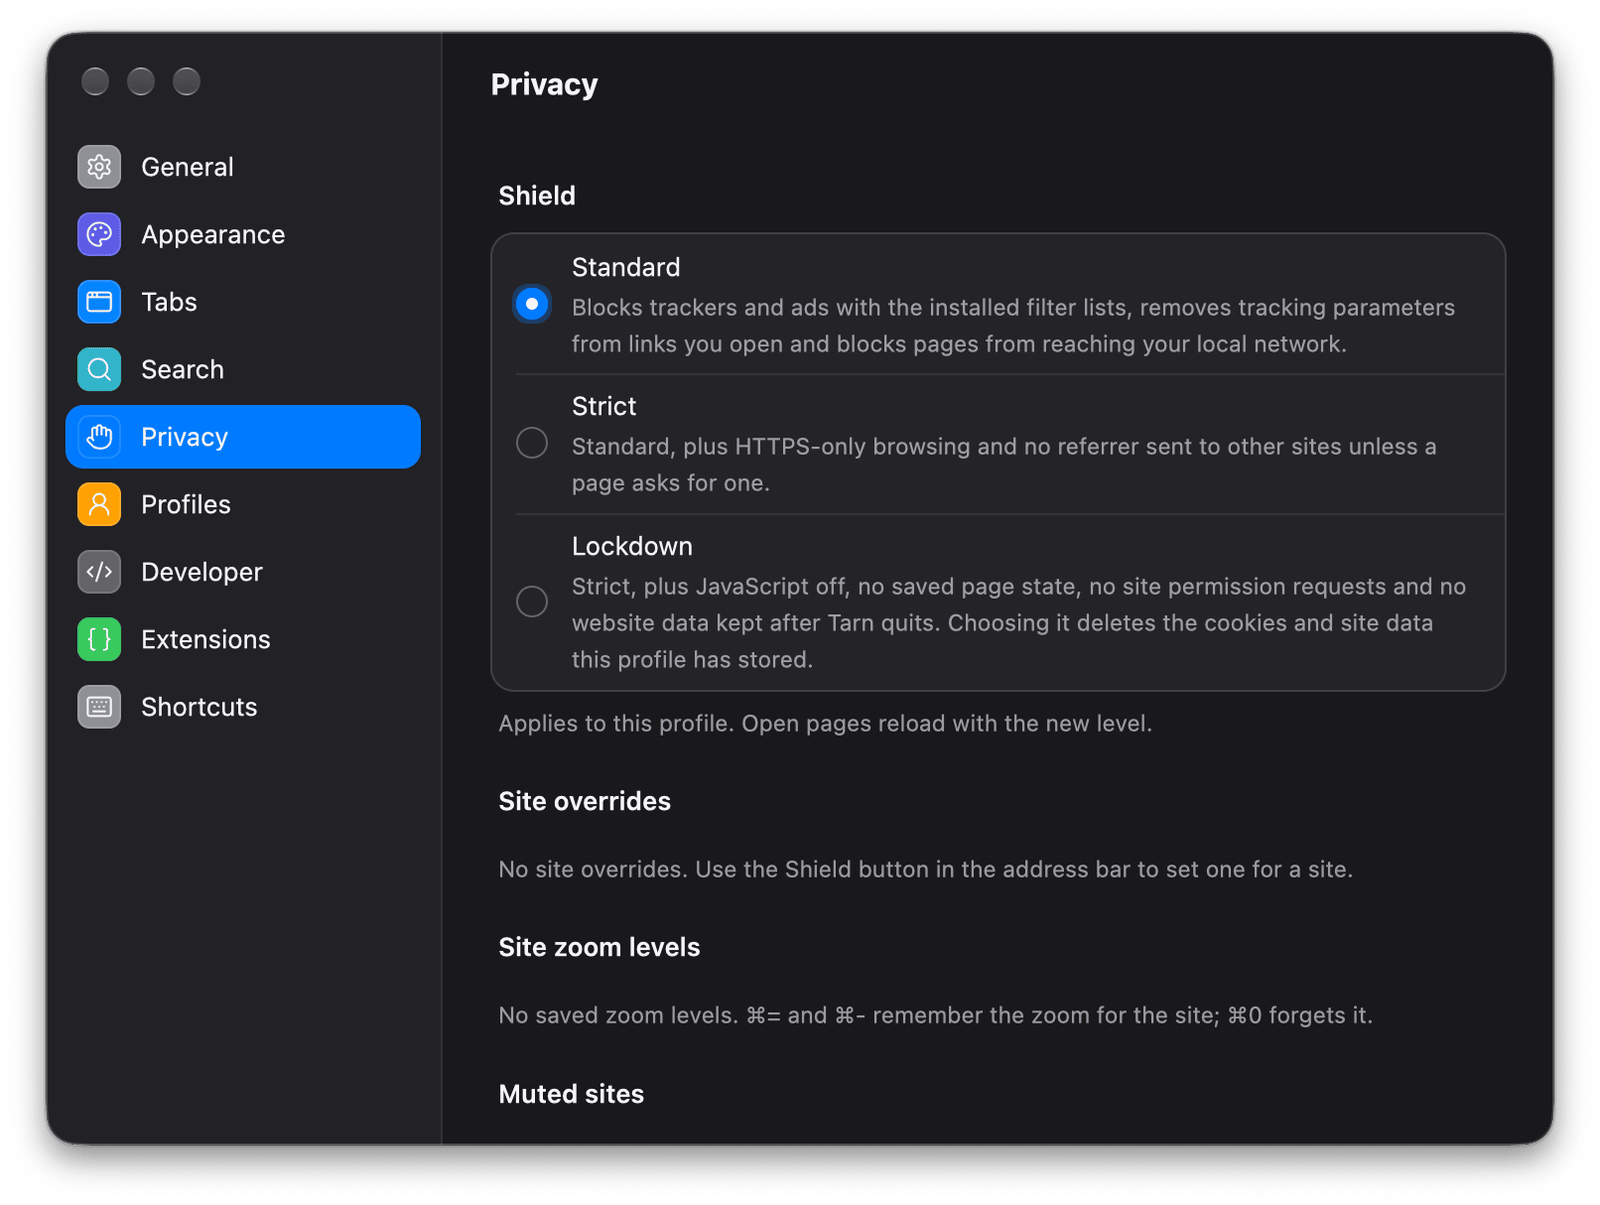 Privacy
General
Appearance
Tabs
Search
Privacy
Profiles
Developer
Extensions
Shortcuts
Shield
Standard
Blocks trackers and ads with the installed filter lists, removes tracking parameters
from links you open and blocks pages from reaching your local network.
Strict
Standard, plus HTTPS-only browsing and no referrer sent to other sites unless a
page asks for one.
Lockdown
Strict, plus JavaScript off, no saved page state, no site permission requests and no
website data kept after Tarn quits. Choosing it deletes the cookies and site data
this profile has stored.
Applies to this profile. Open pages reload with the new level.
Site overrides
No site overrides. Use the Shield button in the address bar to set one for a site.
Site zoom levels
No saved zoom levels. ⌘= and ⌘- remember the zoom for the site; ⌘0 forgets it.
Muted sites